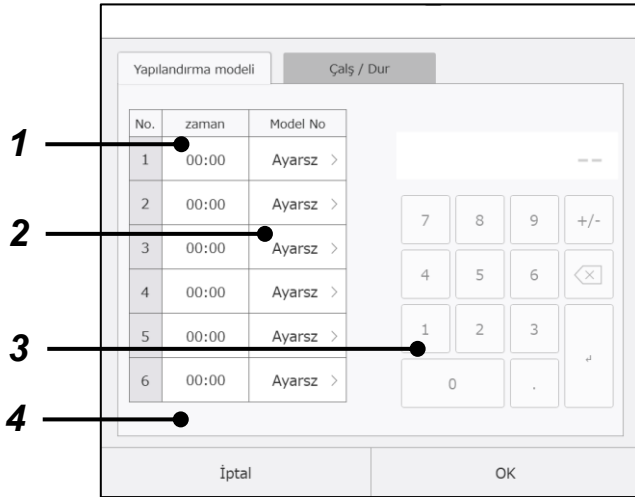 Yapılandırma modeli Çalş / Dur
No. zaman Model No
1 1 00:00 Ayarsz >
--
2 00:00 Ayarsz >
7 8 9 +/-
2
3 00:00 Ayarsz >
4 5 6
4 00:00 Ayarsz >
1 2 3
3 5 00:00 Ayarsz >
6 00:00 Ayarsz >
0 .
4
İptal OK